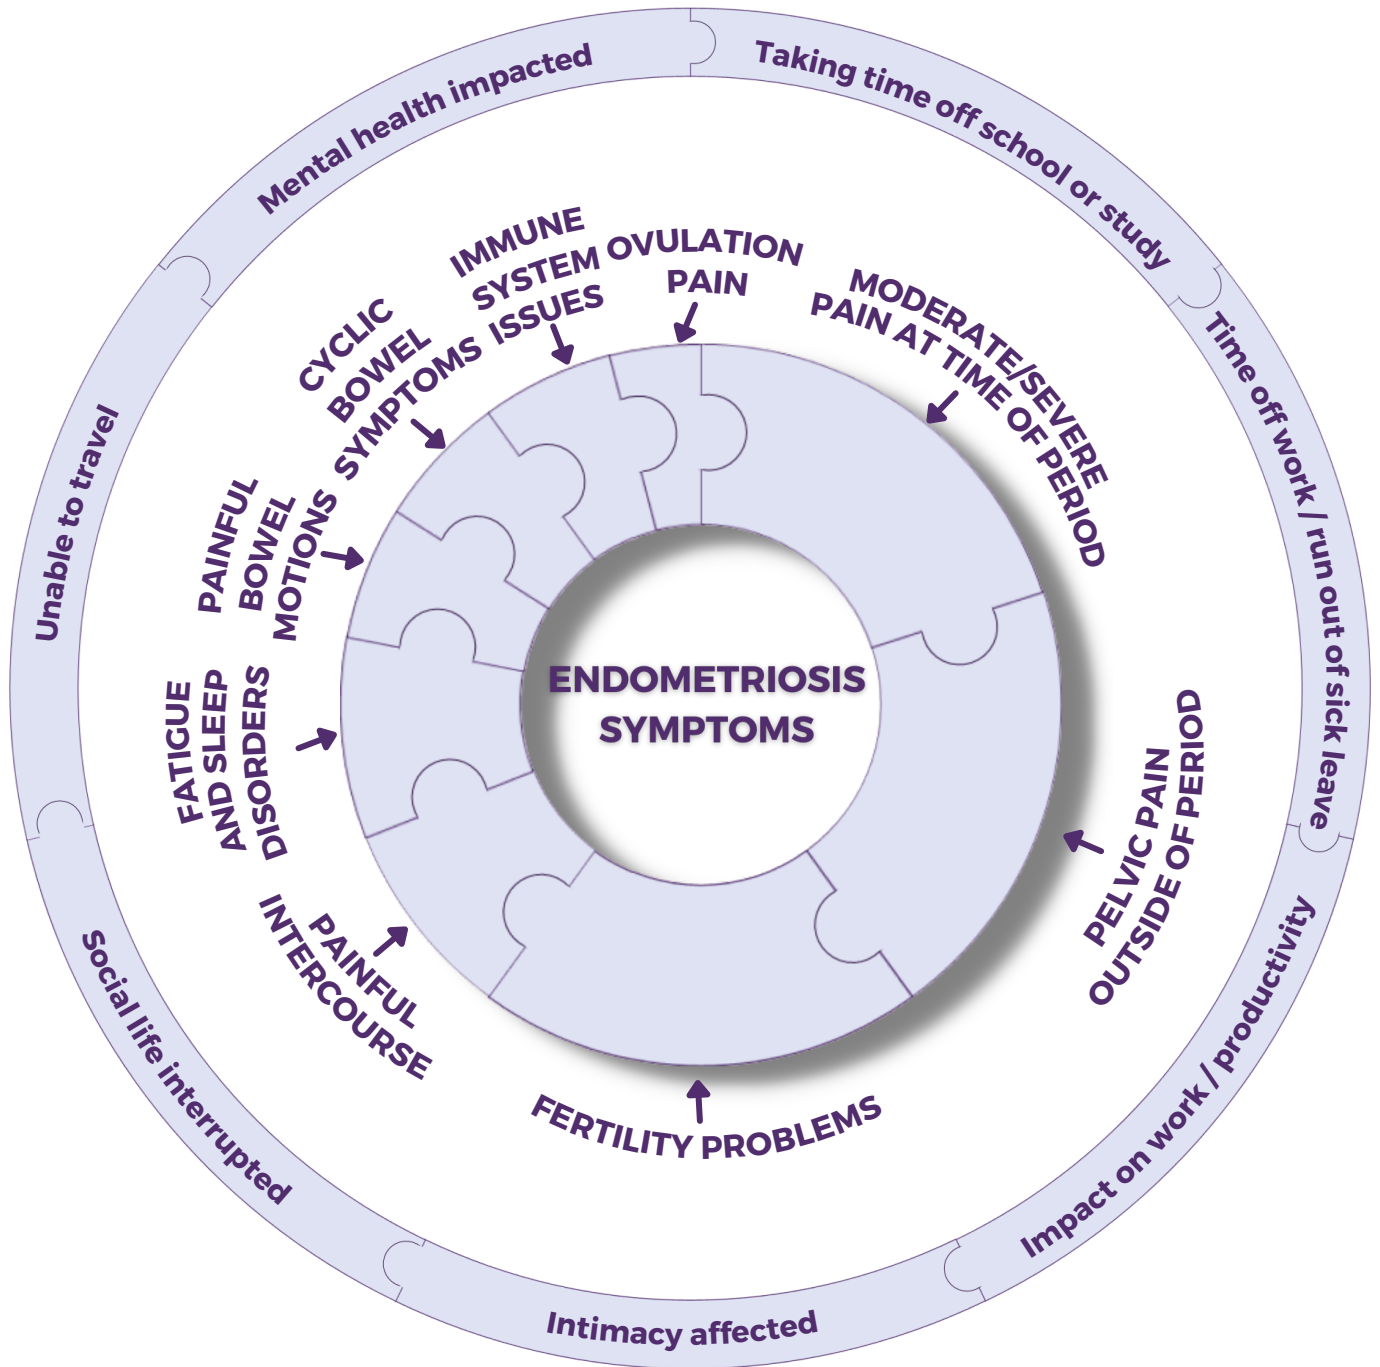 ENDOMETRIOSIS
SYMPTOMS
MODERATE/SEVERE
PAIN AT TIME OF PERIOD
PELVIC PAIN
OUTSIDE OF PERIOD
FERTILITY PROBLEMS
PAINFUL
INTERCOURSE
FATIGUE
AND SLEEP
DISORDERS
PAINFUL
BOWEL
MOTIONS
CYCLIC
BOWEL
SYMPTOMS
IMMUNE
SYSTEM
ISSUES
OVULATION
PAIN
Taking time off school or study
Time off work / run out of sick leave
Impact on work / productivity
Intimacy affected
Social life interrupted
Unable to travel
Mental health impacted